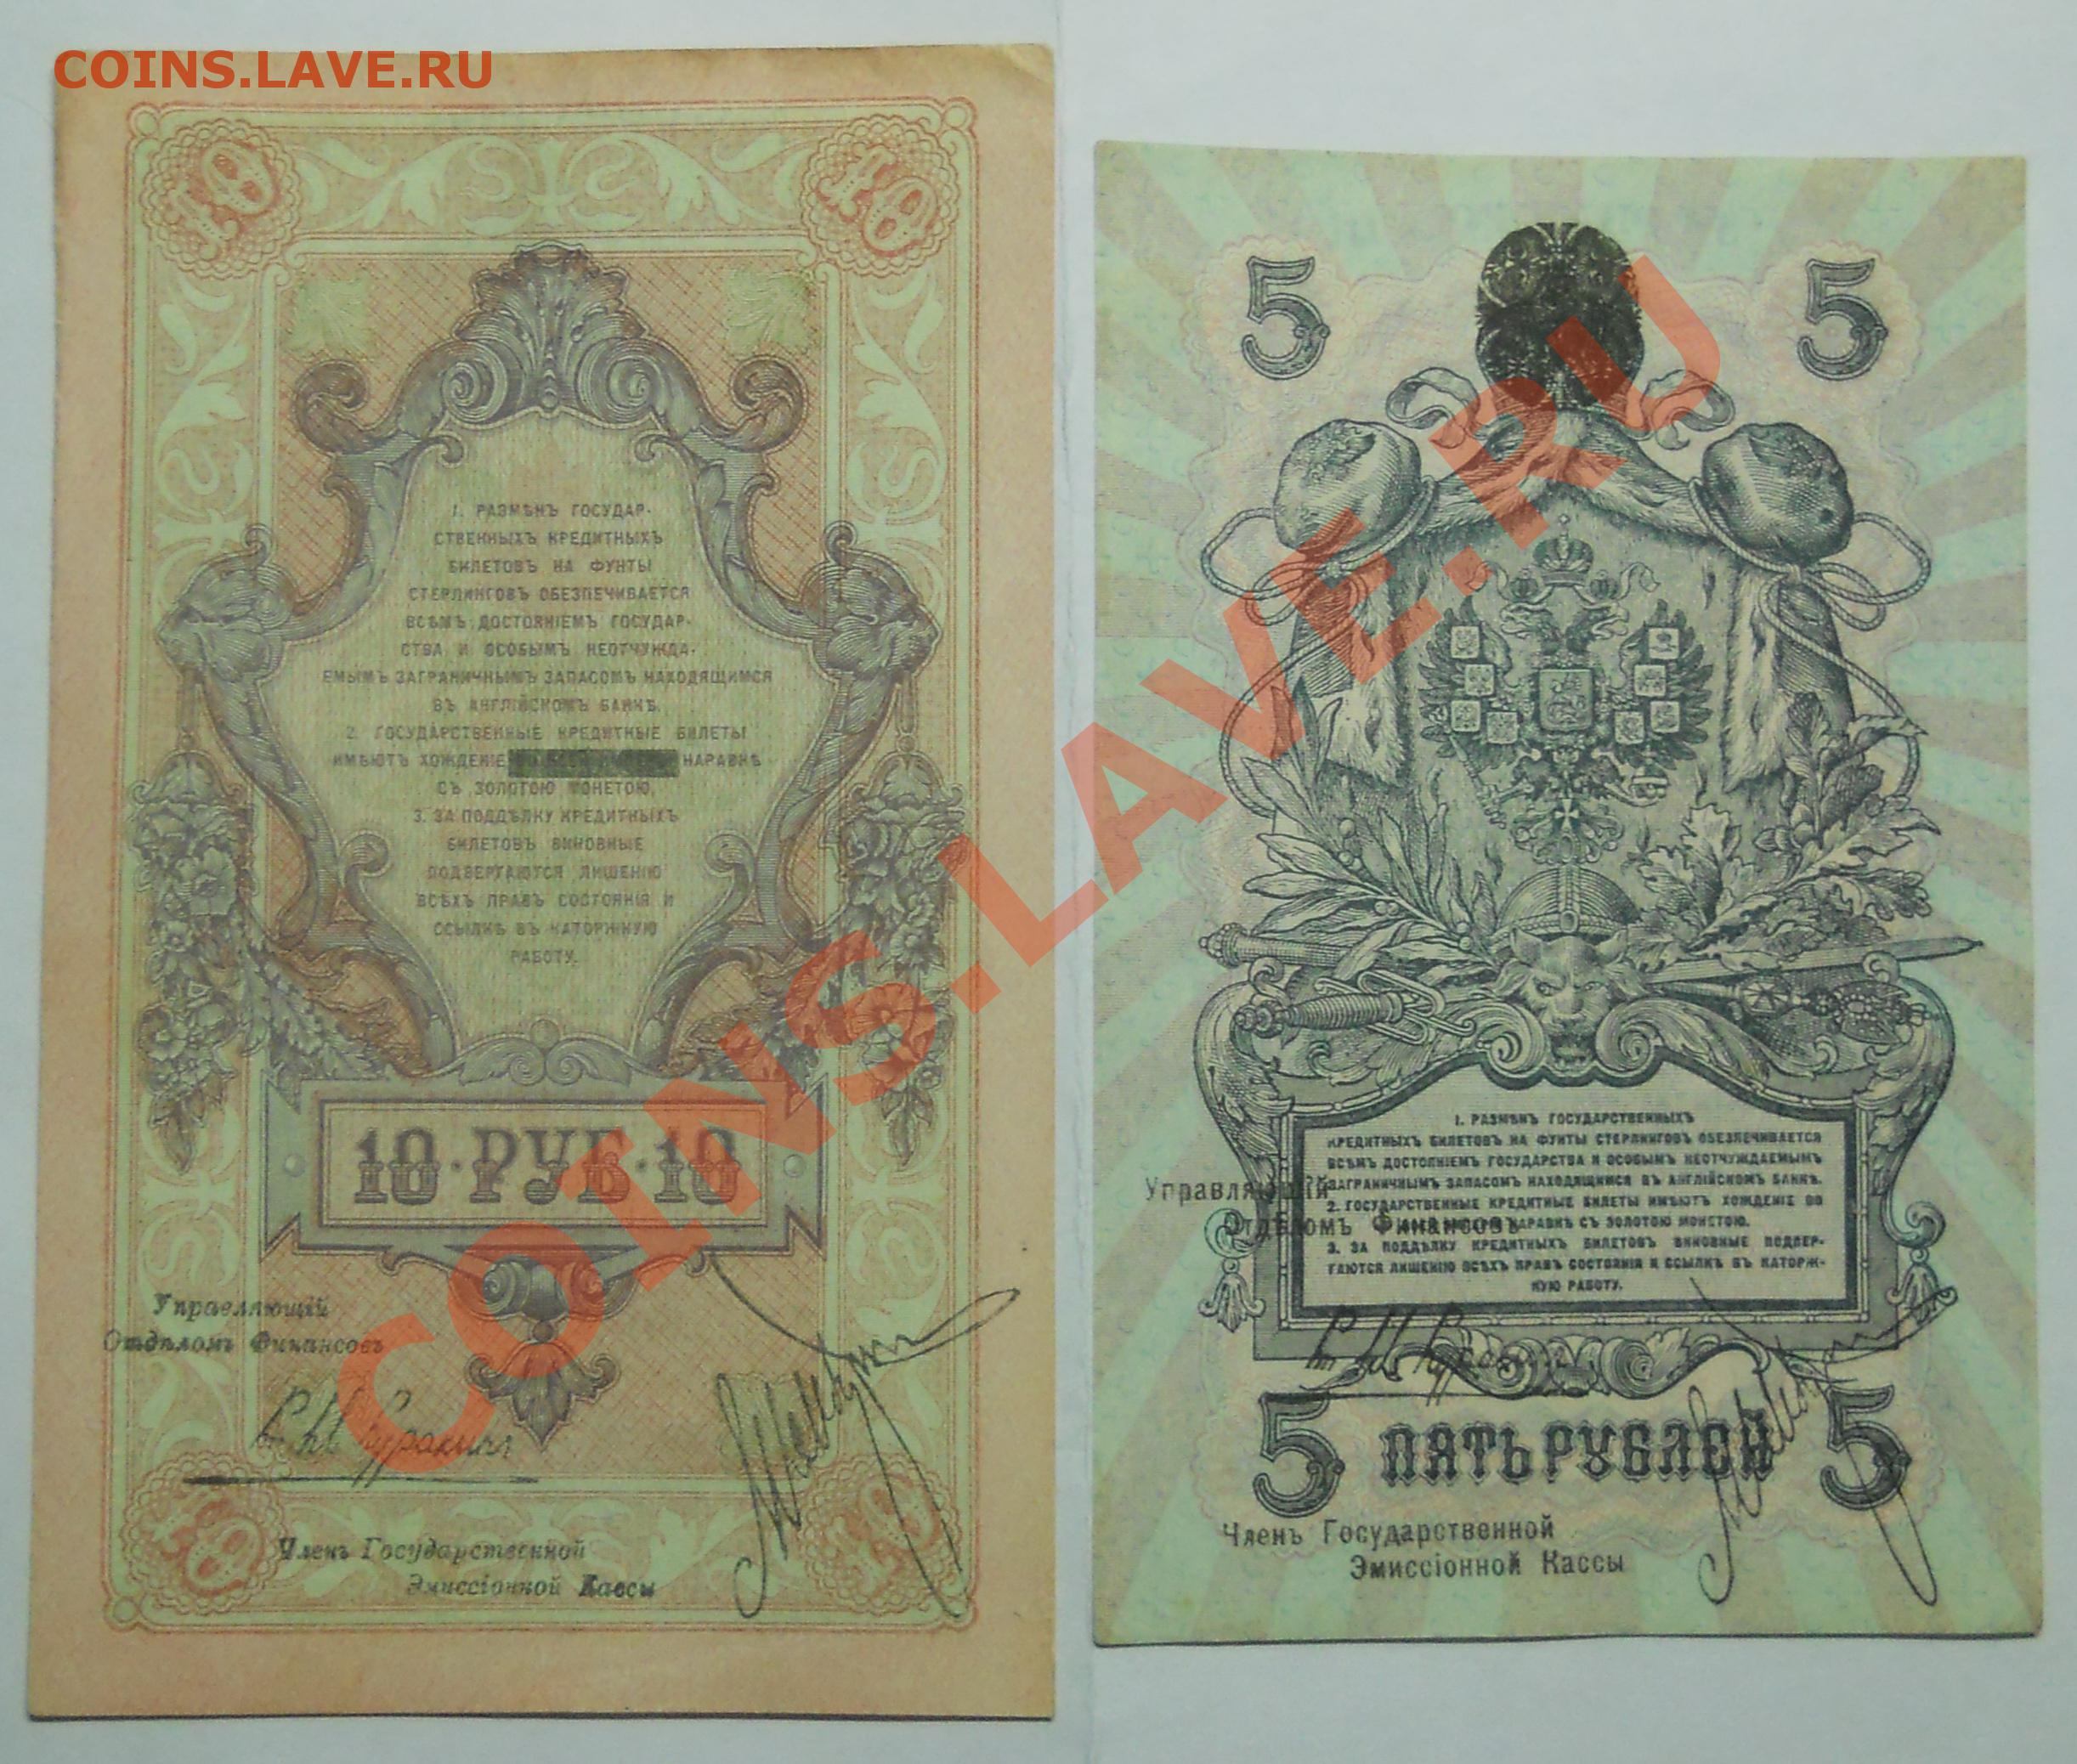 COINS.LAVE.RU
10 10
1. РАЗМѢНЪ ГОСУДАР-
СТВЕННЫХЪ КРЕДИТНЫХЪ
БИЛЕТОВЪ НА ФУНТЫ
СТЕРЛИНГОВЪ ОБЕЗПЕЧИВАЕТСЯ
ВСѢМЪ ДОСТОЯНІЕМЪ ГОСУДАР-
СТВА И ОСОБЫМЪ НЕОТЧУЖДА-
ЕМЫМЪ ЗАГРАНИЧНЫМЪ ЗАПАСОМЪ НАХОДЯЩИМСЯ
ВЪ АНГЛІЙСКОМЪ БАНКѢ.
2. ГОСУДАРСТВЕННЫЕ КРЕДИТНЫЕ БИЛЕТЫ
ИМѢЮТЪ ХОЖДЕНІЕ НАРАВНѢ
СЪ ЗОЛОТОЮ МОНЕТОЮ.
3. ЗА ПОДДѢЛКУ КРЕДИТНЫХЪ
БИЛЕТОВЪ ВИНОВНЫЕ
ПОДВЕРГАЮТСЯ ЛИШЕНІЮ
ВСѢХЪ ПРАВЪ СОСТОЯНІЯ И
ССЫЛКѢ ВЪ КАТОРЖНУЮ
РАБОТУ.
10 · РУБ · 10
Управляющій
Отдѣломъ Финансовъ
10 10
Членъ Государственной
Эмиссіонной Кассы
5 5
1. РАЗМѢНЪ ГОСУДАРСТВЕННЫХЪ
КРЕДИТНЫХЪ БИЛЕТОВЪ НА ФУНТЫ СТЕРЛИНГОВЪ ОБЕЗПЕЧИВАЕТСЯ
ВСѢМЪ ДОСТОЯНІЕМЪ ГОСУДАРСТВА И ОСОБЫМЪ НЕОТЧУЖДАЕМЫМЪ
ЗАГРАНИЧНЫМЪ ЗАПАСОМЪ НАХОДЯЩИМСЯ ВЪ АНГЛІЙСКОМЪ БАНКѢ.
2. ГОСУДАРСТВЕННЫЕ КРЕДИТНЫЕ БИЛЕТЫ ИМѢЮТЪ ХОЖДЕНІЕ ВО
НАРАВНѢ СЪ ЗОЛОТОЮ МОНЕТОЮ.
3. ЗА ПОДДѢЛКУ КРЕДИТНЫХЪ БИЛЕТОВЪ ВИНОВНЫЕ ПОДВЕР-
ГАЮТСЯ ЛИШЕНІЮ ВСѢХЪ ПРАВЪ СОСТОЯНІЯ И ССЫЛКѢ ВЪ КАТОРЖ-
НУЮ РАБОТУ.
Управляющій
Отдѣломъ Финансовъ
5 ПЯТЬ РУБЛЕЙ 5
Членъ Государственной
Эмиссіонной Кассы
COINS.LAVE.RU